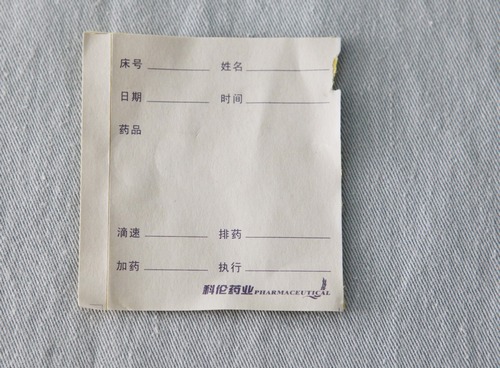 床号 姓名
日期 时间
药品
滴速 排药
加药 执行
科伦药业 PHARMACEUTICAL